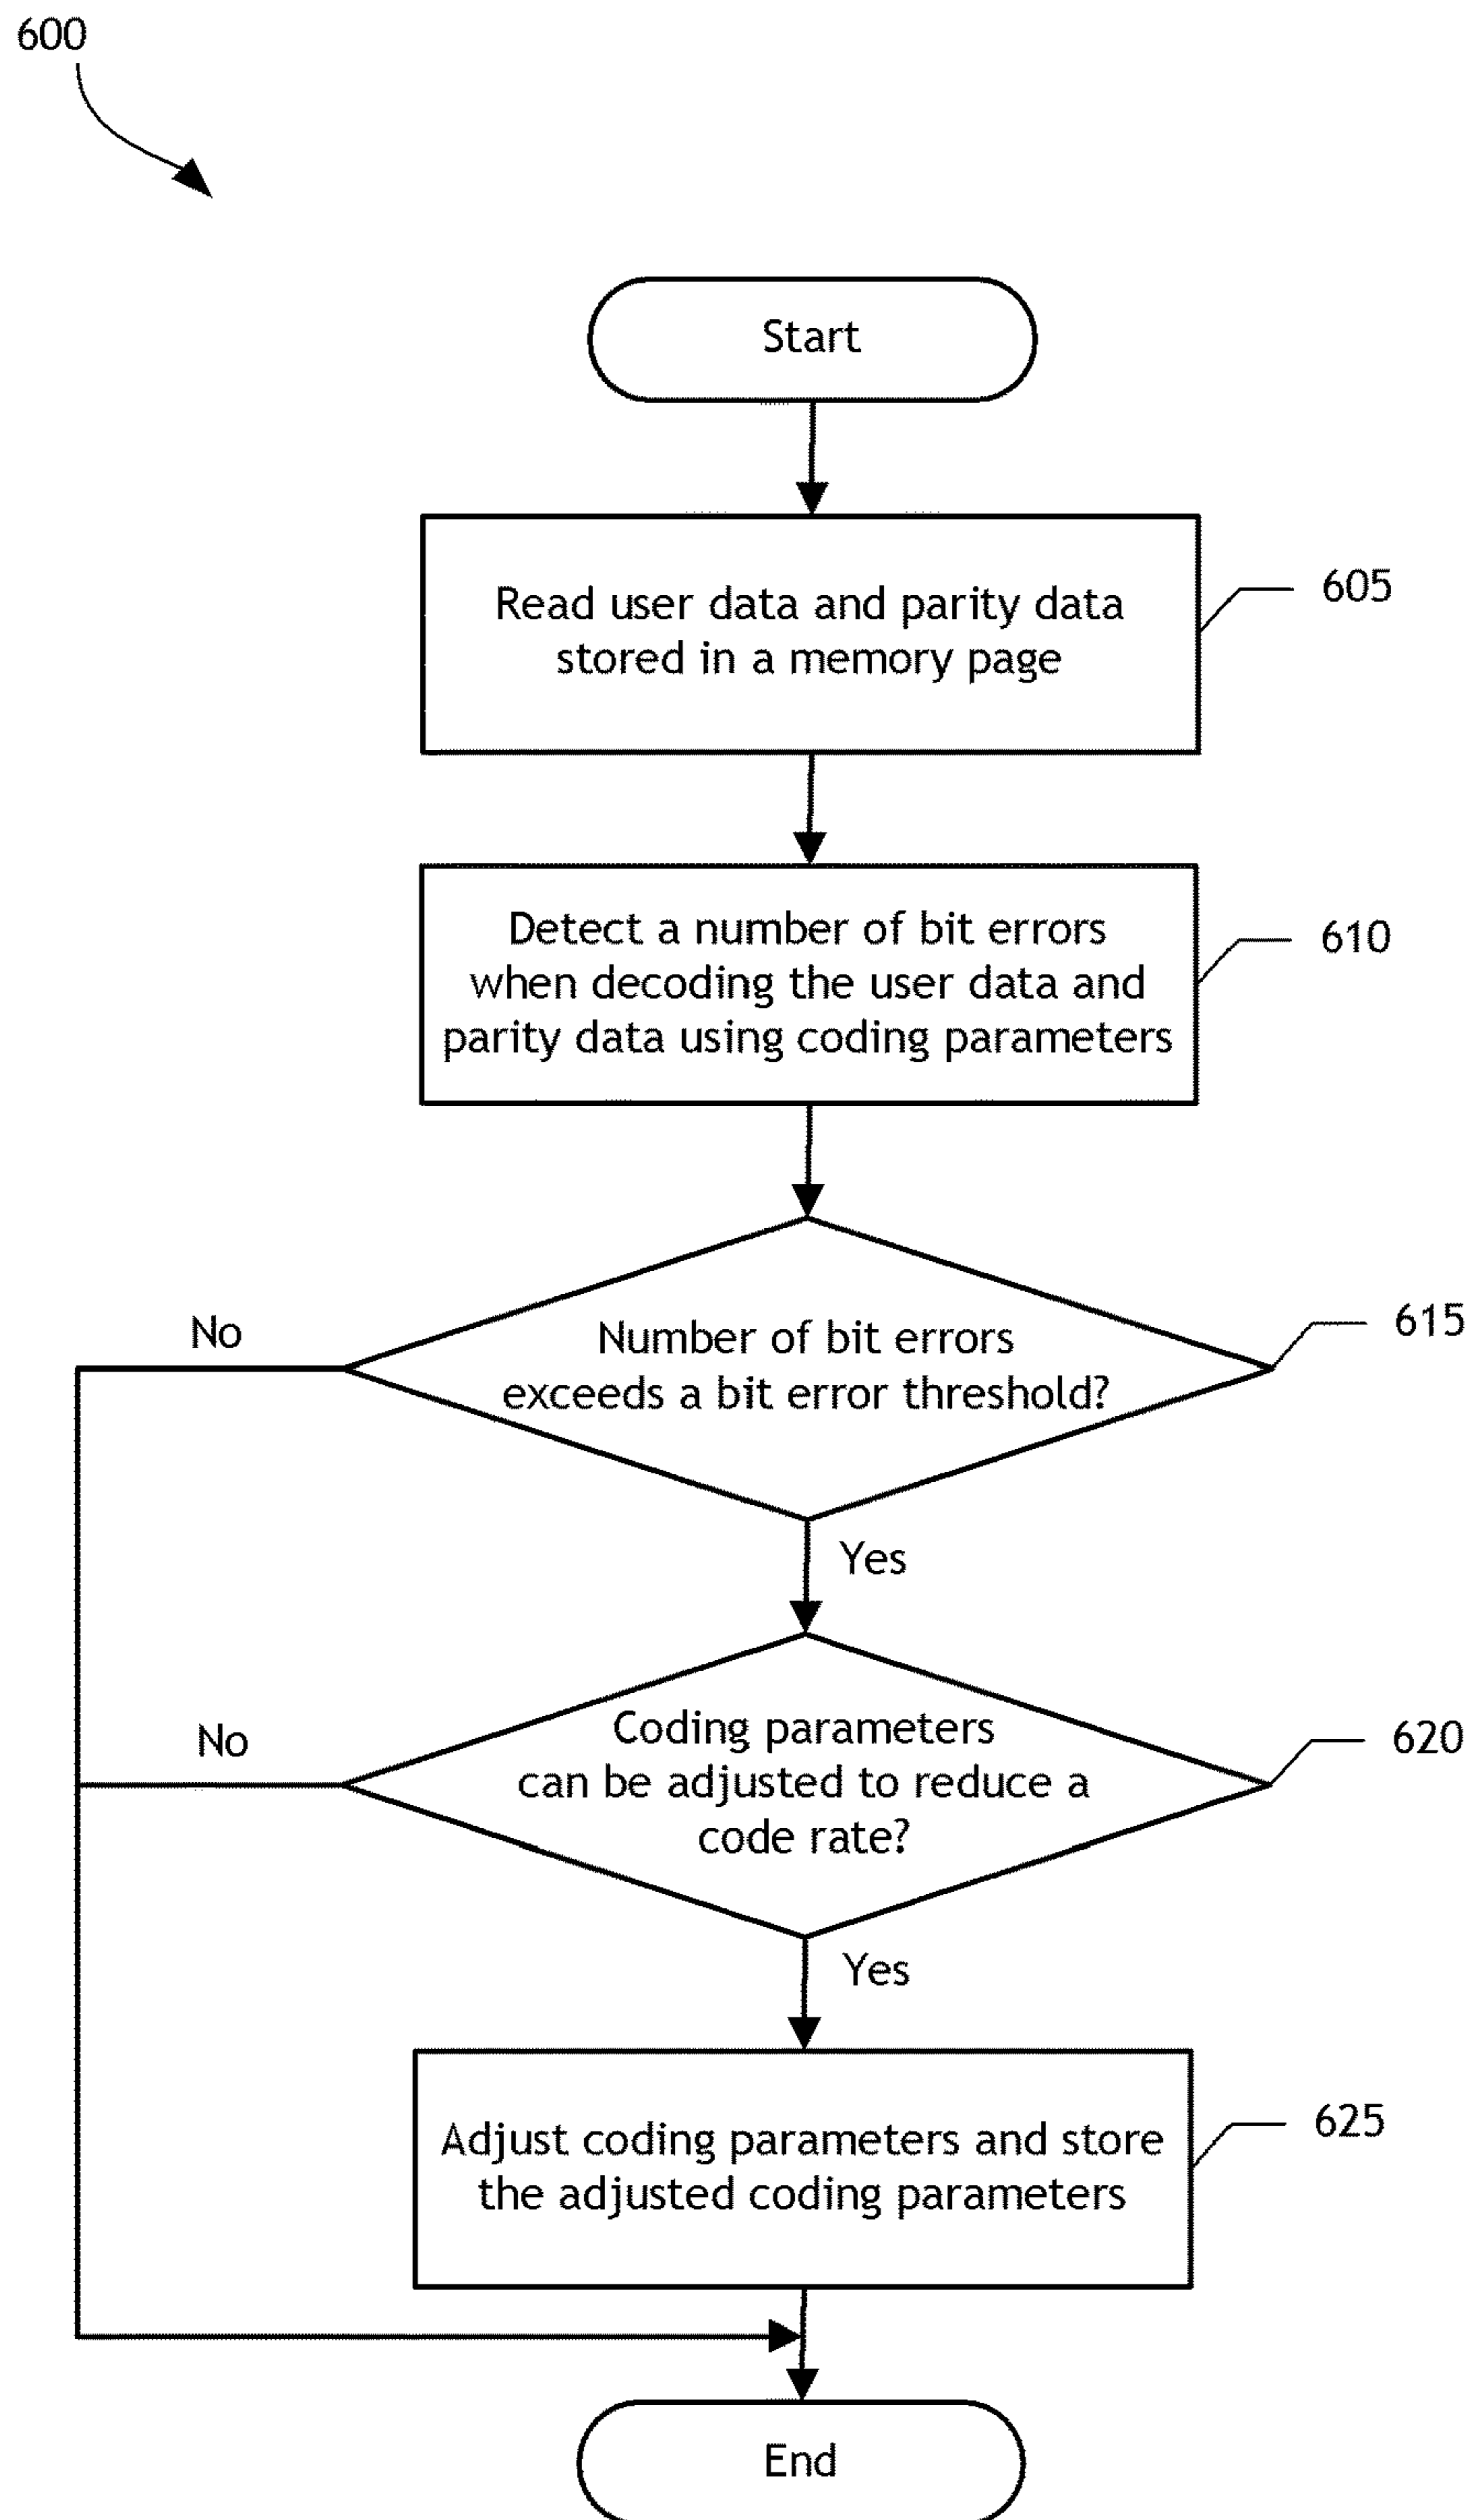 600
Start
Read user data and parity data
stored in a memory page
605
Detect a number of bit errors
when decoding the user data and
parity data using coding parameters
610
No
Number of bit errors
exceeds a bit error threshold?
615
Yes
No
Coding parameters
can be adjusted to reduce a
code rate?
620
Yes
Adjust coding parameters and store
the adjusted coding parameters
625
End